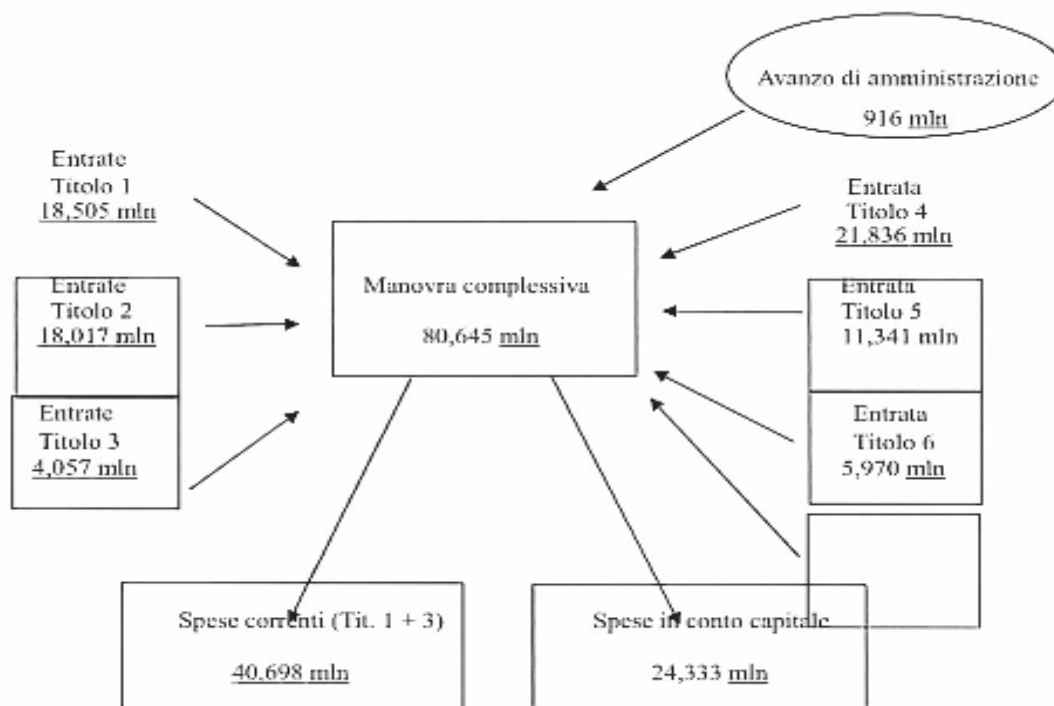 Avanzo di amministrazione
916 mln
Entrate
Titolo 1
18,505 mln
Entrata
Titolo 4
21.836 mln
Manovra complessiva
80,645 mln
Entrate
Titolo 2
18,017 mln
Entrata
Titolo 5
11,341 mln
Entrate
Titolo 3
4,057 mln
Entrata
Titolo 6
5,970 mln
Spese correnti (Tit. 1 + 3)
40.698 mln
Spese in conto capitale
24,333 mln